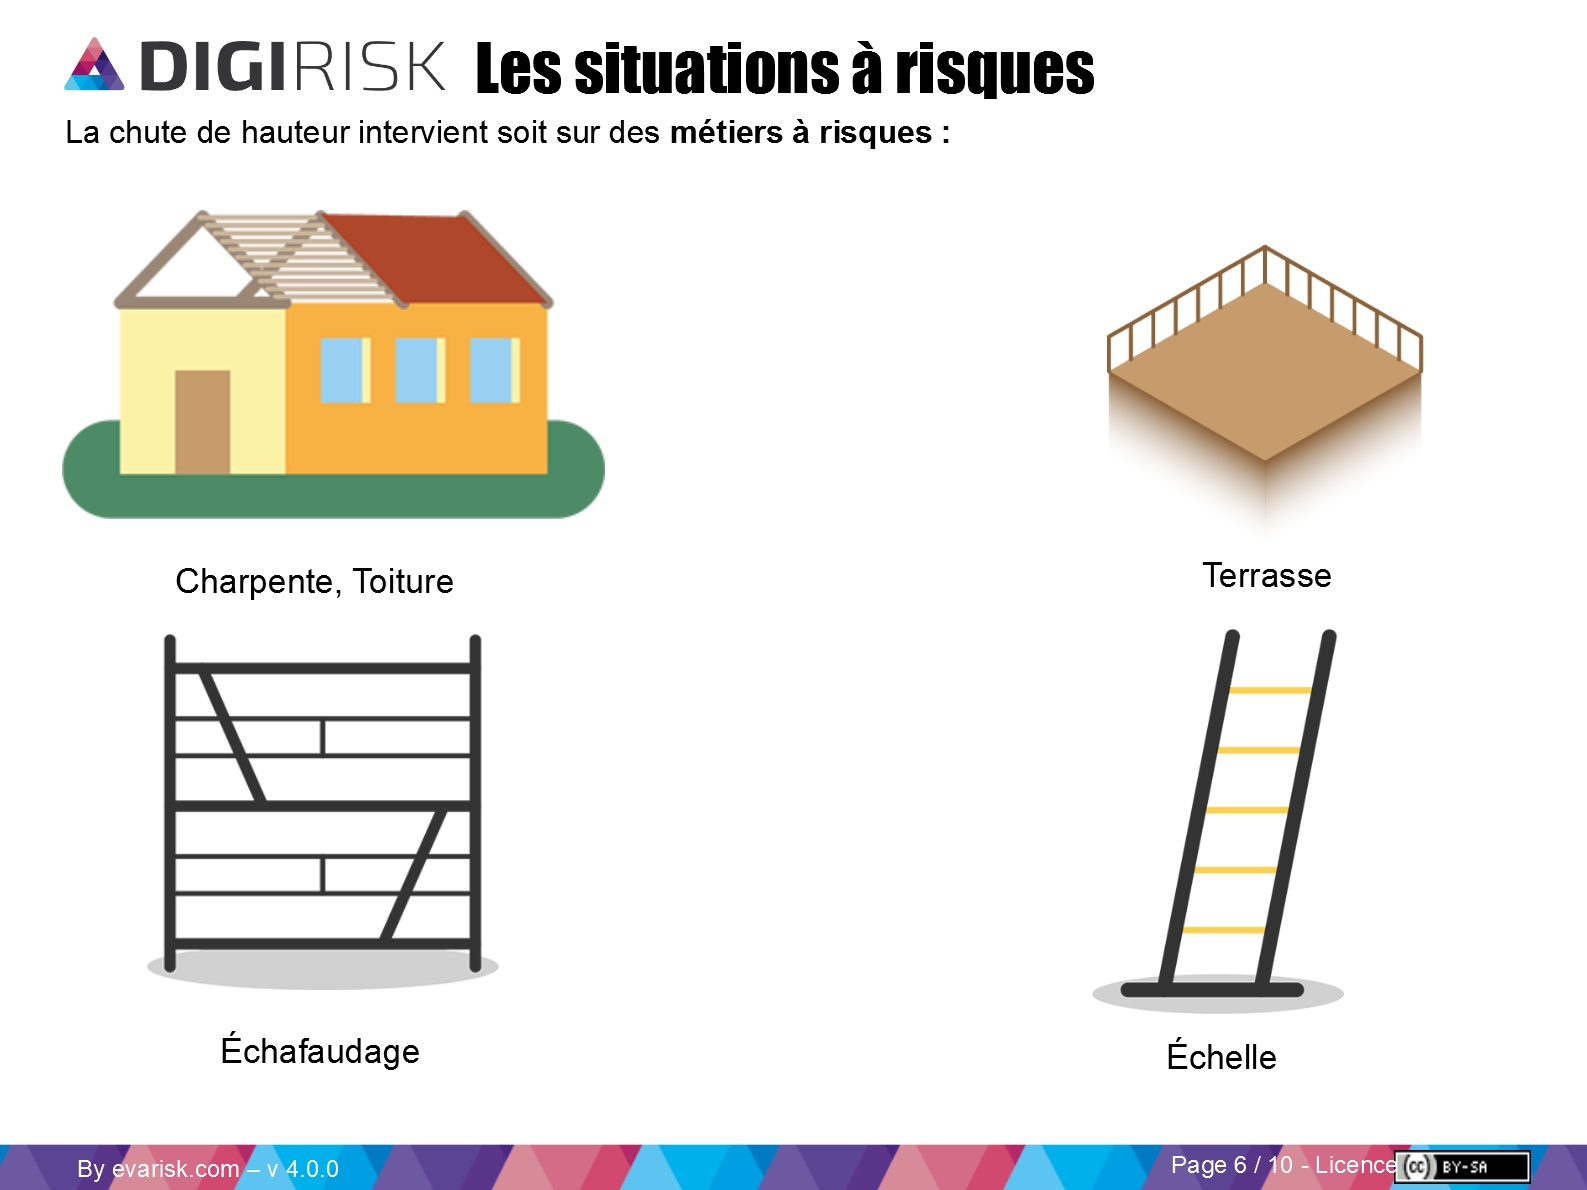 DIGIRISK Les situations à risques
La chute de hauteur intervient soit sur des métiers à risques :
Charpente, Toiture
Terrasse
Échafaudage
Échelle
By evarisk.com – v 4.0.0
Page 6 / 10 - Licence (cc) BY-SA